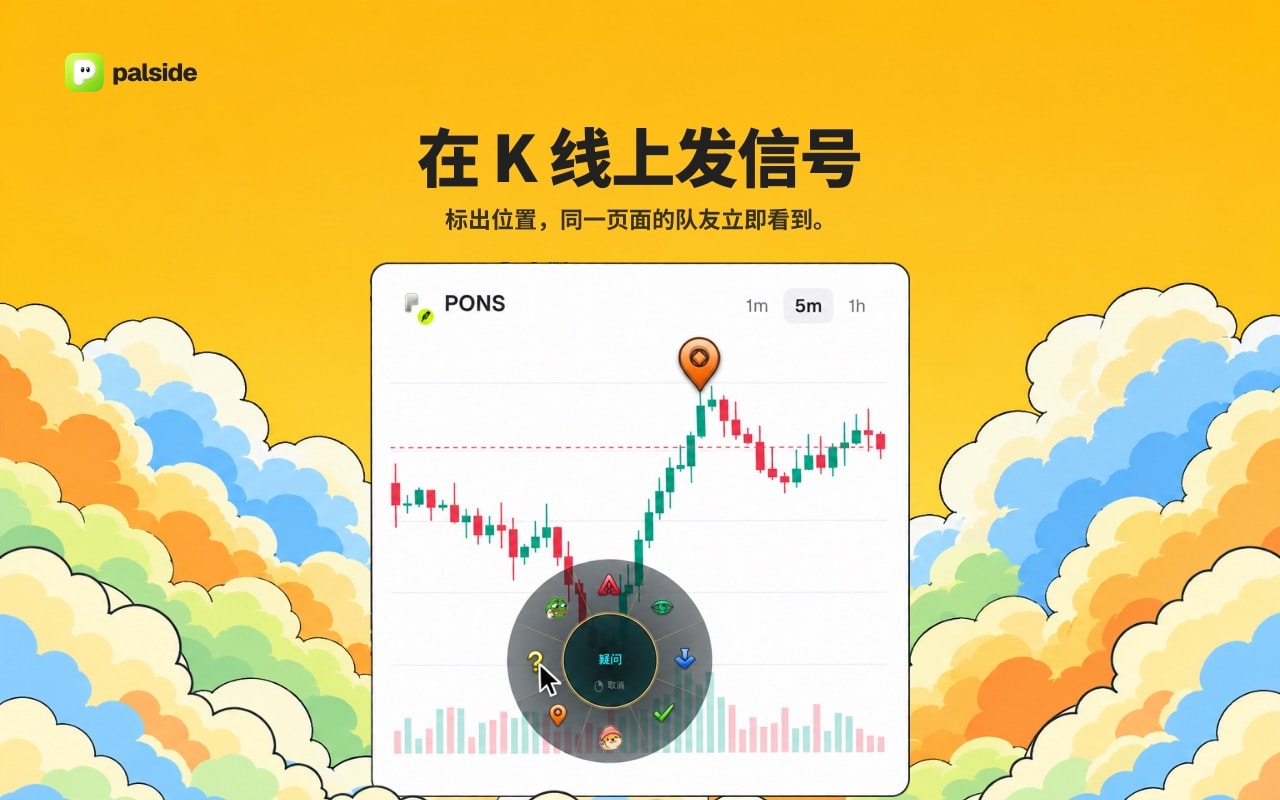 palside
在 K 线上发信号
标出位置，同一页面的队友立即看到。
PONS
1m 5m 1h
疑问
取消